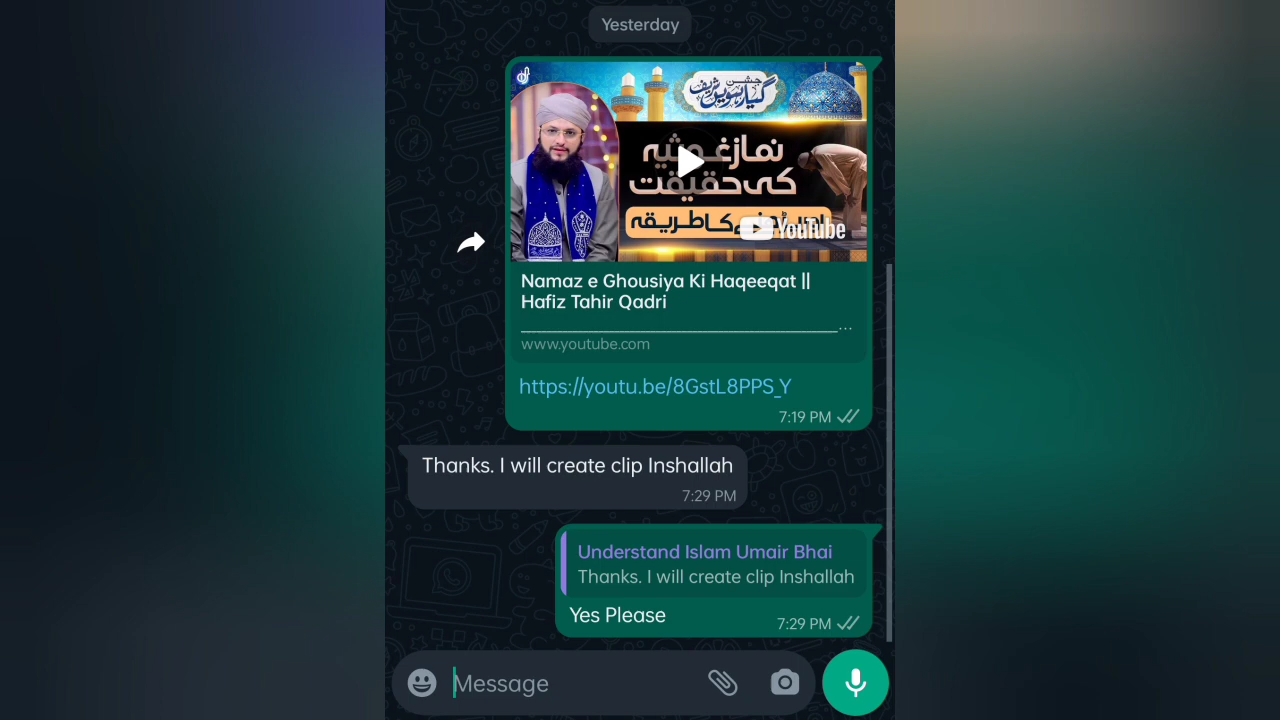 Yesterday
جشن
گیارہویں شریف
نماز غوثیہ
کی حقیقت
کا طریقہ
YouTube
Namaz e Ghousiya Ki Haqeeqat ||
Hafiz Tahir Qadri
____________________________________________...
www.youtube.com
https://youtu.be/8GstL8PPS_Y
7:19 PM
Thanks. I will create clip Inshallah
7:29 PM
Understand Islam Umair Bhai
Thanks. I will create clip Inshallah
Yes Please
7:29 PM
Message